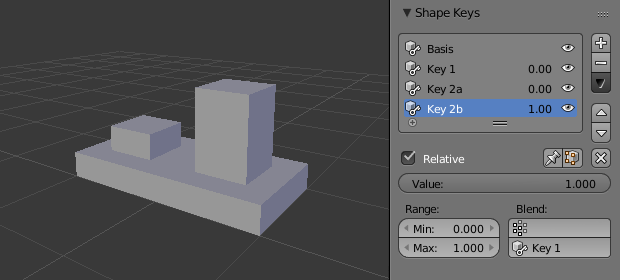 Shape Keys
Basis
Key 1 0.00
Key 2a 0.00
Key 2b 1.00
Relative
Value: 1.000
Range: Blend:
Min: 0.000
Max: 1.000 Key 1